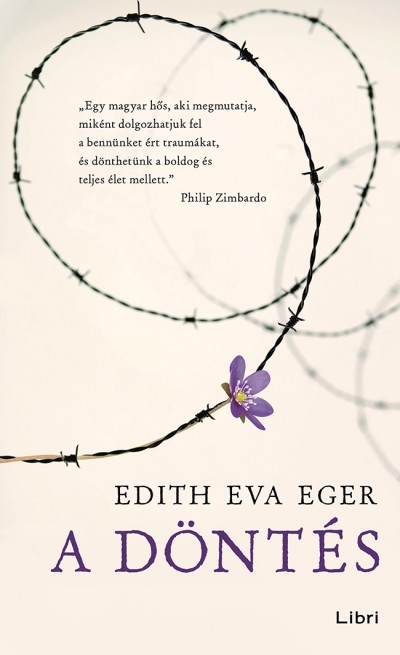 „Egy magyar hős, aki megmutatja,
miként dolgozhatjuk fel
a bennünket ért traumákat,
és dönthetünk a boldog és
teljes élet mellett.”
Philip Zimbardo
EDITH EVA EGER
A DÖNTÉS
Libri